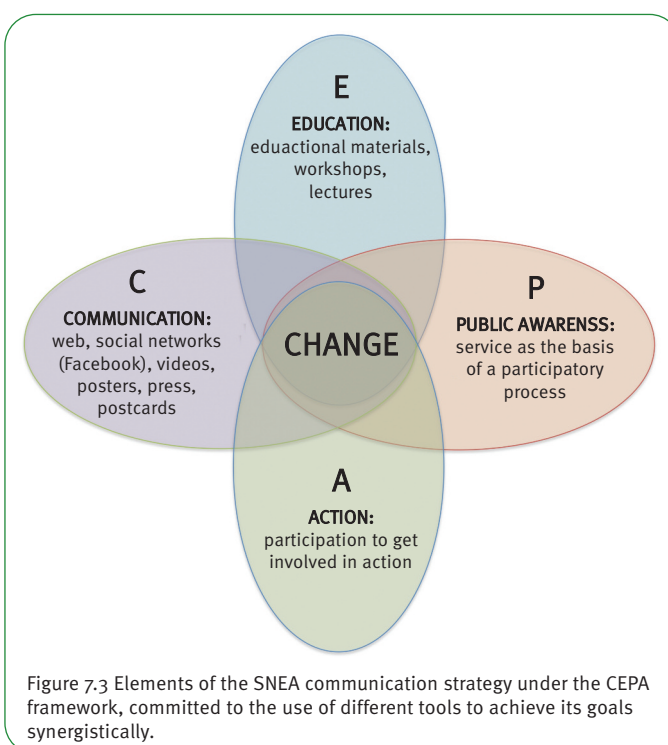 E
EDUCATION:
eduactional materials,
workshops,
lectures
C
COMMUNICATION:
web, social networks
(Facebook), videos,
posters, press,
postcards
CHANGE
P
PUBLIC AWARENSS:
service as the basis
of a participatory
process
A
ACTION:
participation to get
involved in action
Figure 7.3 Elements of the SNEA communication strategy under the CEPA
framework, committed to the use of different tools to achieve its goals
synergistically.